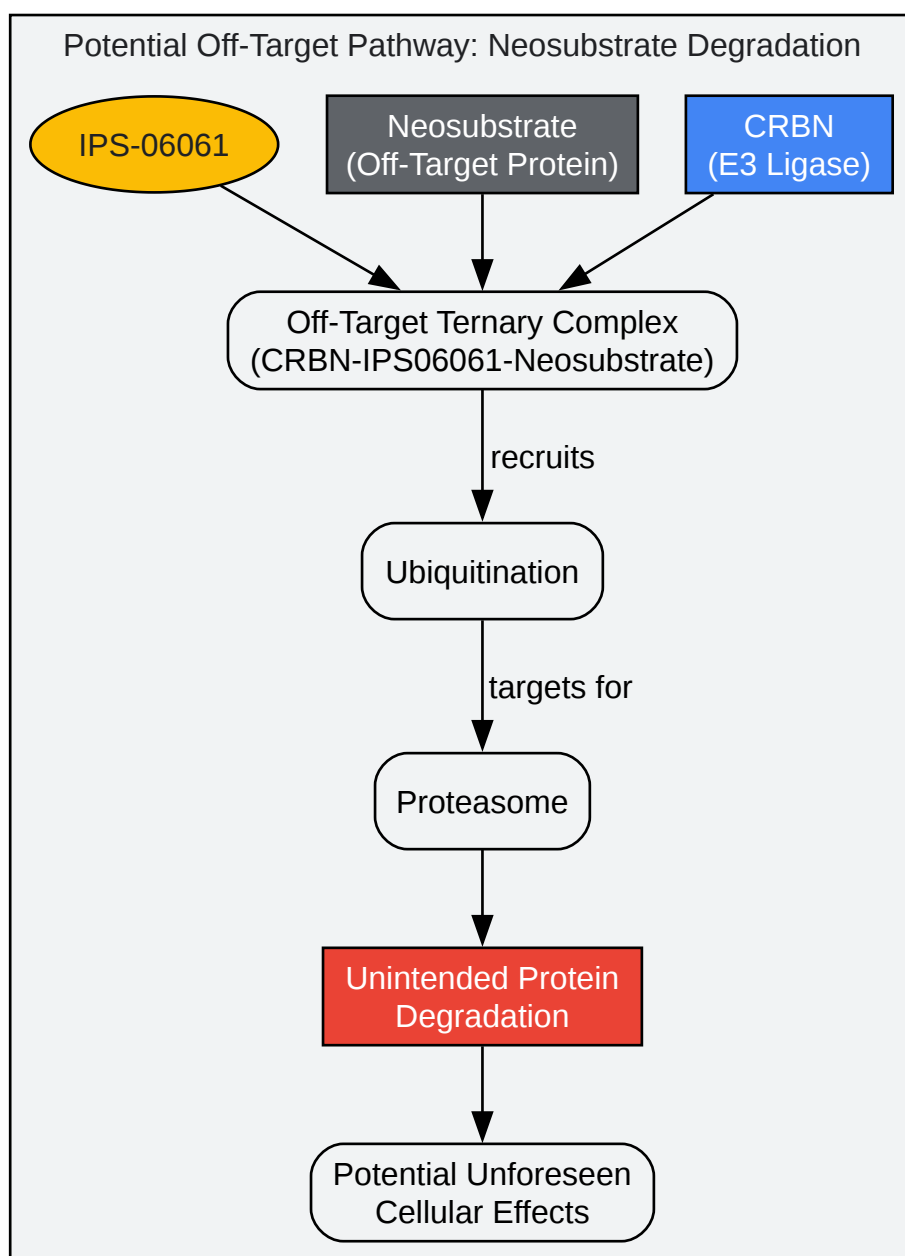 Potential Off-Target Pathway: Neosubstrate Degradation
IPS-06061
Neosubstrate
(Off-Target Protein)
CRBN
(E3 Ligase)
Off-Target Ternary Complex
(CRBN-IPS06061-Neosubstrate)
recruits
Ubiquitination
targets for
Proteasome
Unintended Protein
Degradation
Potential Unforeseen
Cellular Effects